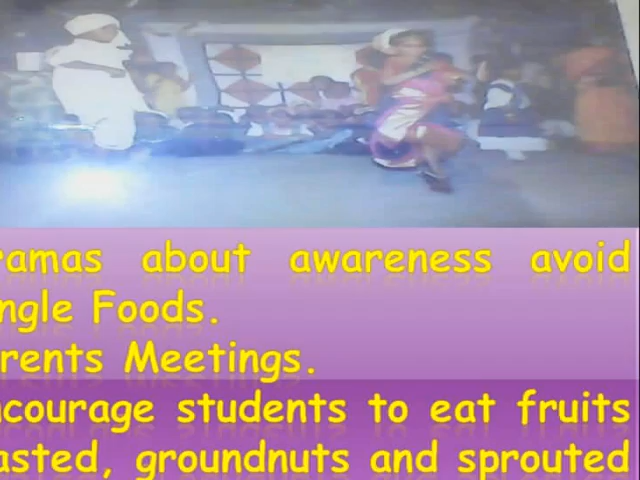 ramas about awareness avoid
ngle Foods.
rents Meetings.
ncourage students to eat fruits
asted, groundnuts and sprouted